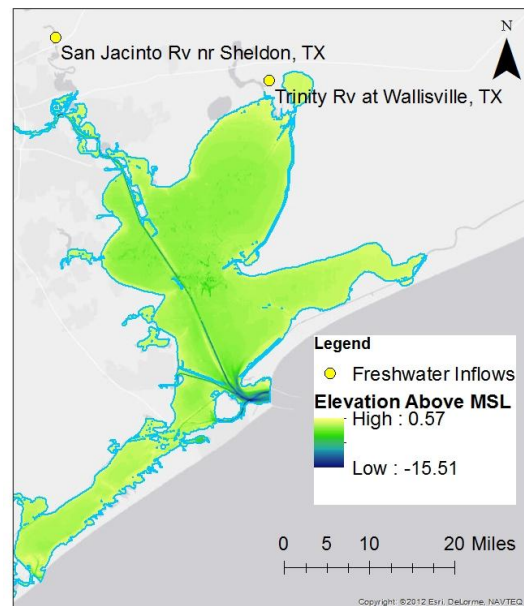 N
San Jacinto Rv nr Sheldon, TX
Trinity Rv at Wallisville, TX
Legend
Freshwater Inflows
Elevation Above MSL
High : 0.57
Low : -15.51
0 5 10 20 Miles
Copyright:©2012 Esri, DeLorme, NAVTEQ